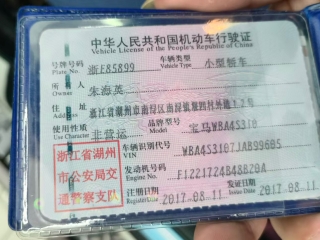 中华人民共和国机动车行驶证
Vehicle License of the People's Republic of China
号牌号码 浙E85899 车辆类型 小型轿车
Plate No. Vehicle Type
所有人 朱海英
Owner
住址 浙江省湖州市南浔区南浔镇
Address
使用性质 非营运 品牌型号 宝马WBA4S310
Use Character Model
浙江省湖州 车辆识别代号
市公安局交 VIN
通警察支队 发动机号码
Engine No.
注册日期 2017-08-11 发证日期 2017-08-11
Register Date Issue Date